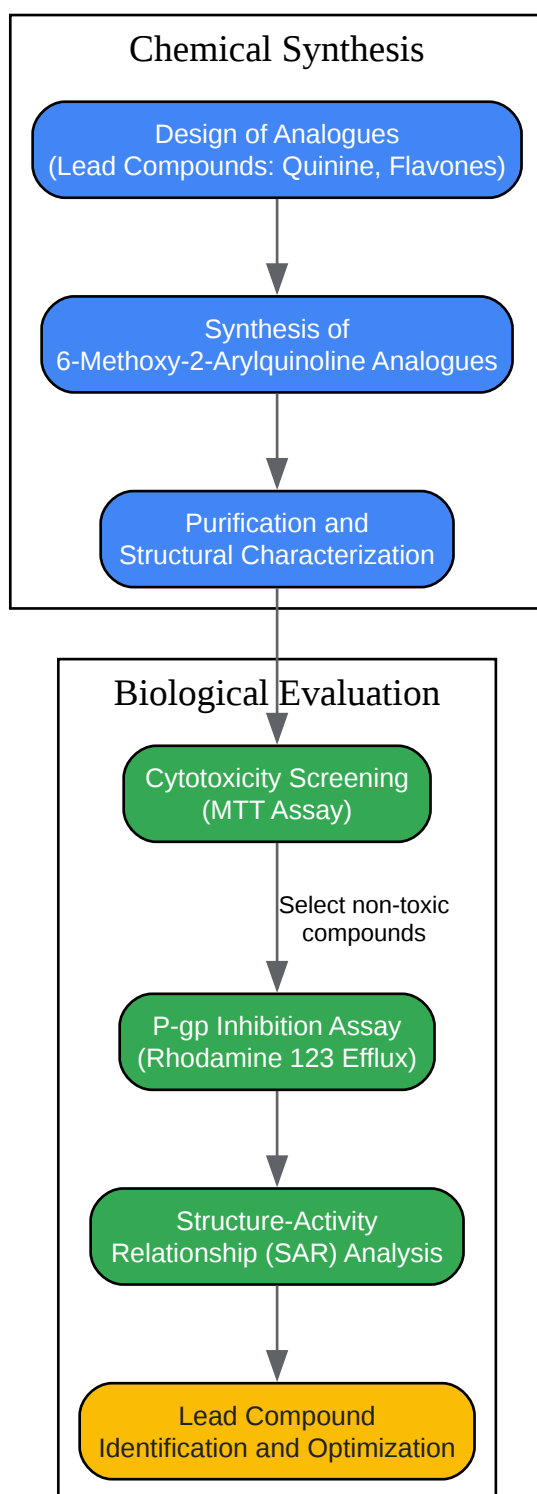 Chemical Synthesis
Design of Analogues
(Lead Compounds: Quinine, Flavones)
Synthesis of
6-Methoxy-2-Arylquinoline Analogues
Purification and
Structural Characterization
Biological Evaluation
Cytotoxicity Screening
(MTT Assay)
Select non-toxic
compounds
P-gp Inhibition Assay
(Rhodamine 123 Efflux)
Structure-Activity
Relationship (SAR) Analysis
Lead Compound
Identification and Optimization